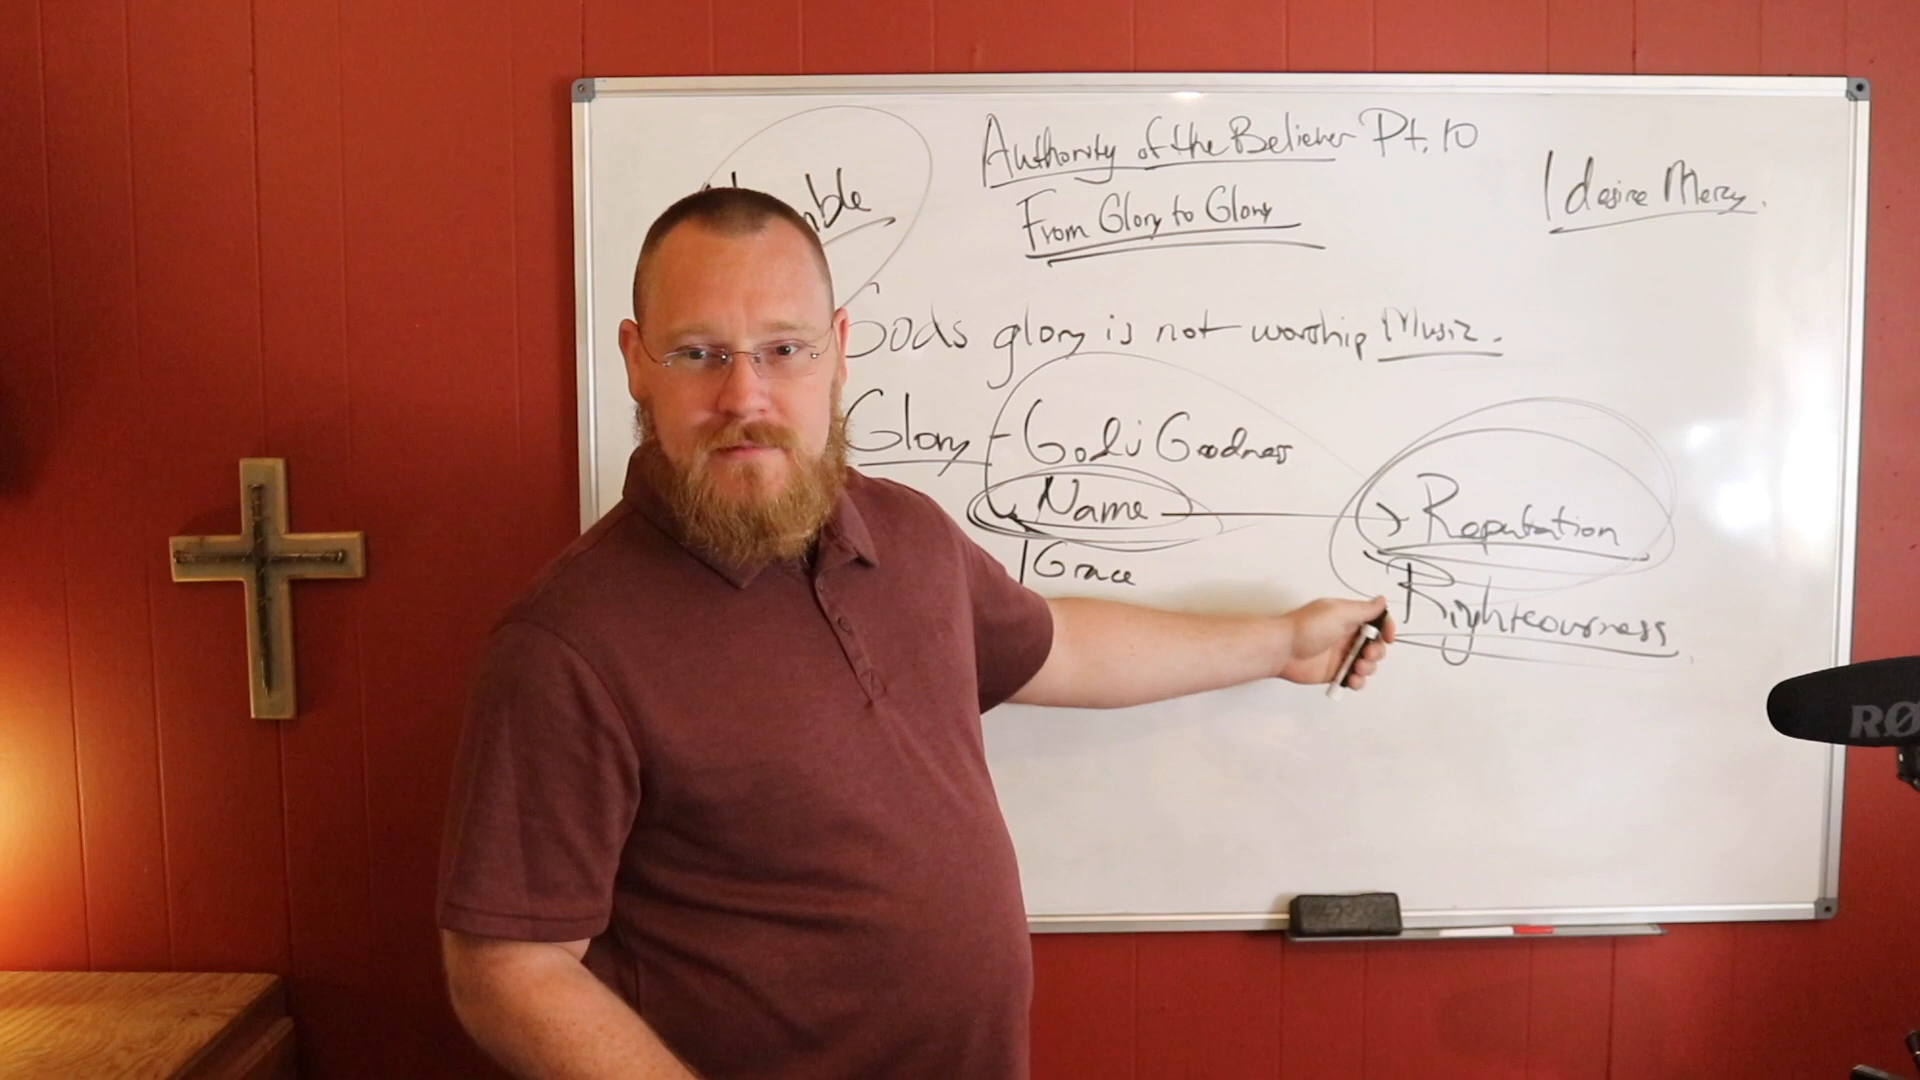 Authority of the Believer Pt. 10
From Glory to Glory
I desire Mercy.
Gods glory is not worship Music.
Glory - Gods Goodness
Name → Reputation
Grace
Righteousness
RØ